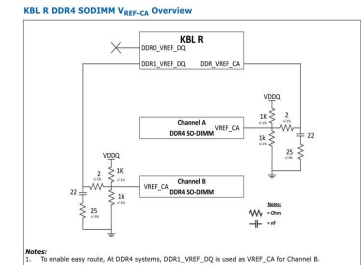 KBL R DDR4 SODIMM VREF-CA Overview
KBL R
DDR0_VREF_DQ
DDR1_VREF_DQ DDR_VREF_CA
VDDQ
1K
2
Channel A
VREF_CA
DDR4 SO-DIMM
1k
22
25
VDDQ
1K
2
Channel B
VREF_CA
DDR4 SO-DIMM
1k
22
25
Notes:
= Ohm
= nF
Notes:
1. To enable easy route, At DDR4 systems, DDR1_VREF_DQ is used as VREF_CA for Channel B.